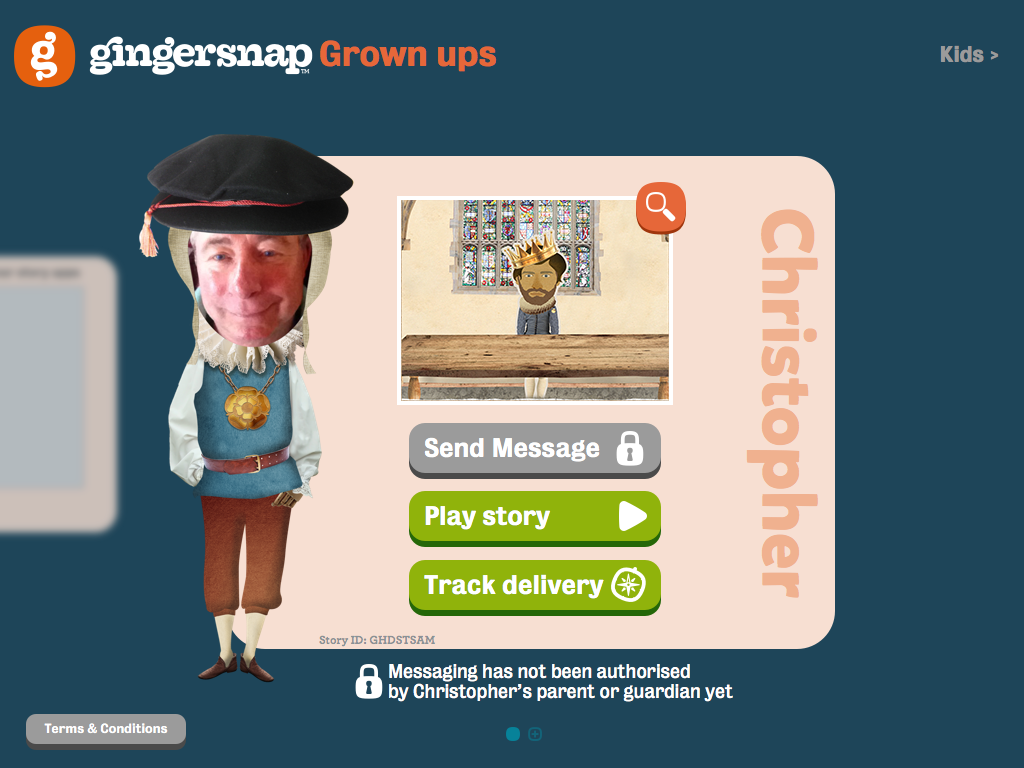 g gingersnap™ Grown ups
Kids >
Christopher
Send Message
Play story
Track delivery
Story ID: GHDSTSAM
Messaging has not been authorised
by Christopher's parent or guardian yet
Terms & Conditions